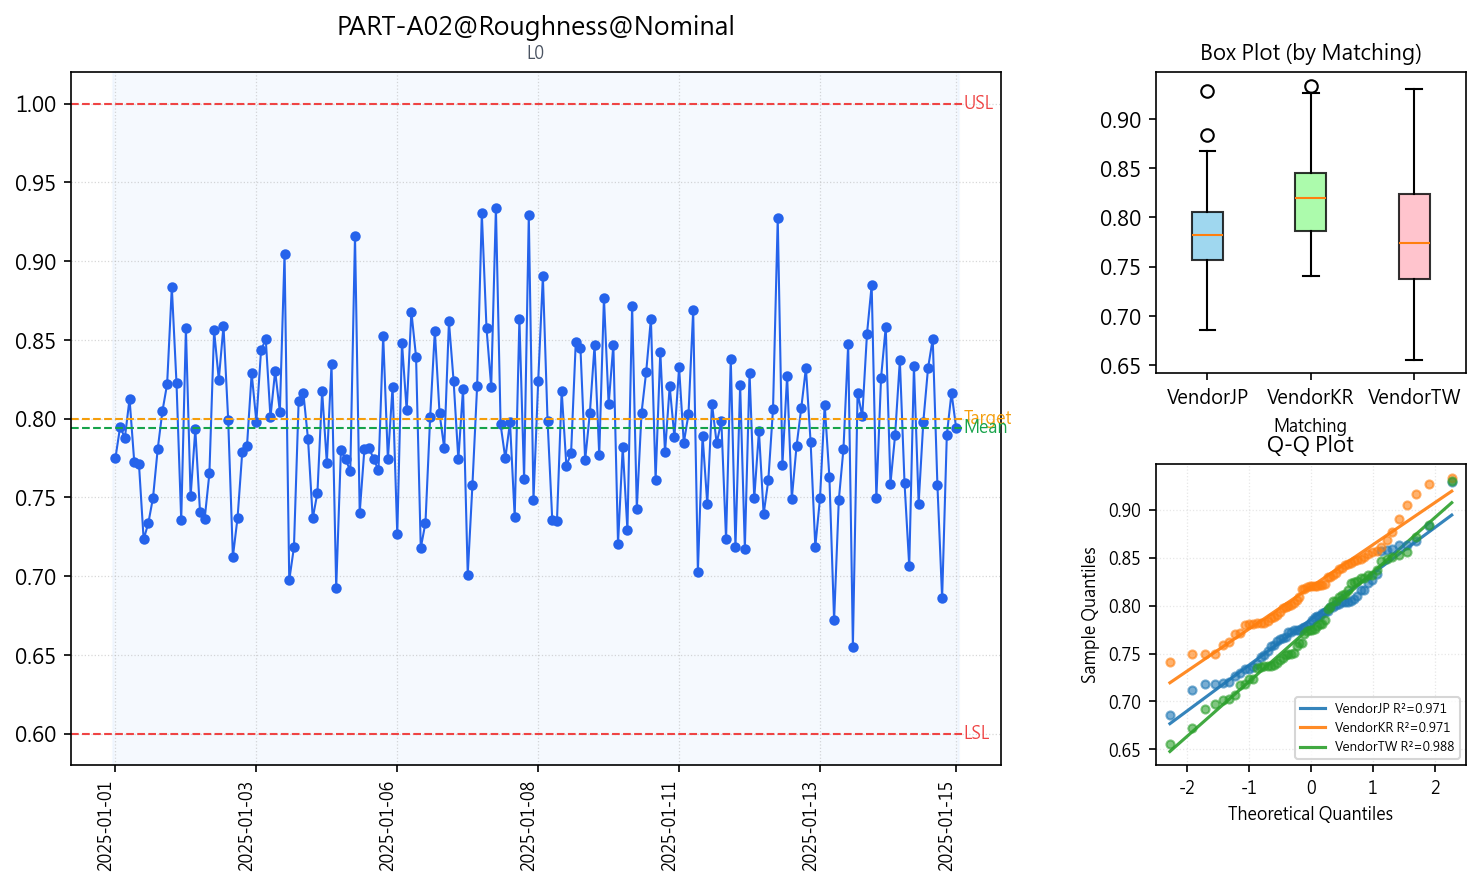 PART-A02@Roughness@Nominal
L0
1.00
0.95
0.90
0.85
0.80
0.75
0.70
0.65
0.60
USL
Target
Mean
LSL
2025-01-01
2025-01-03
2025-01-06
2025-01-08
2025-01-11
2025-01-13
2025-01-15
Box Plot (by Matching)
0.90
0.85
0.80
0.75
0.70
0.65
VendorJP
VendorKR
VendorTW
Matching
Q-Q Plot
Sample Quantiles
0.90
0.85
0.80
0.75
0.70
0.65
VendorJP R²=0.971
VendorKR R²=0.971
VendorTW R²=0.988
-2
-1
0
1
2
Theoretical Quantiles